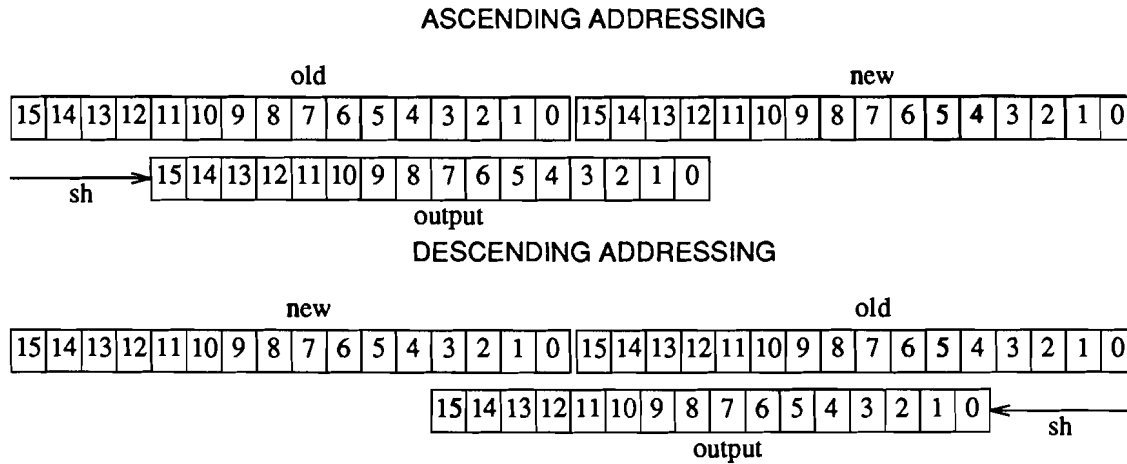 ASCENDING ADDRESSING
old new
15 14 13 12 11 10 9 8 7 6 5 4 3 2 1 0 15 14 13 12 11 10 9 8 7 6 5 4 3 2 1 0
sh 15 14 13 12 11 10 9 8 7 6 5 4 3 2 1 0
output
DESCENDING ADDRESSING
new old
15 14 13 12 11 10 9 8 7 6 5 4 3 2 1 0 15 14 13 12 11 10 9 8 7 6 5 4 3 2 1 0
15 14 13 12 11 10 9 8 7 6 5 4 3 2 1 0 sh
output